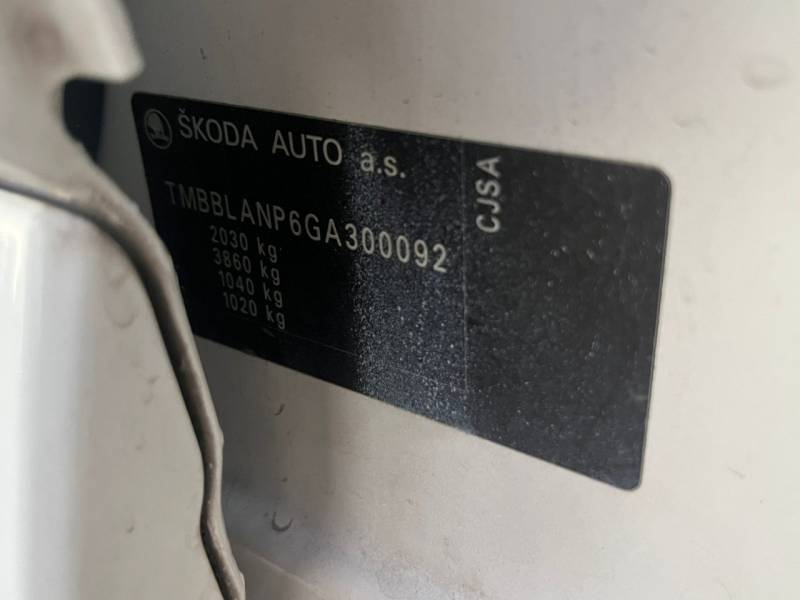 ŠKODA AUTO a.s.
TMBBLANP6GA300092
2030 kg
3860 kg
1040 kg
1020 kg
CJSA